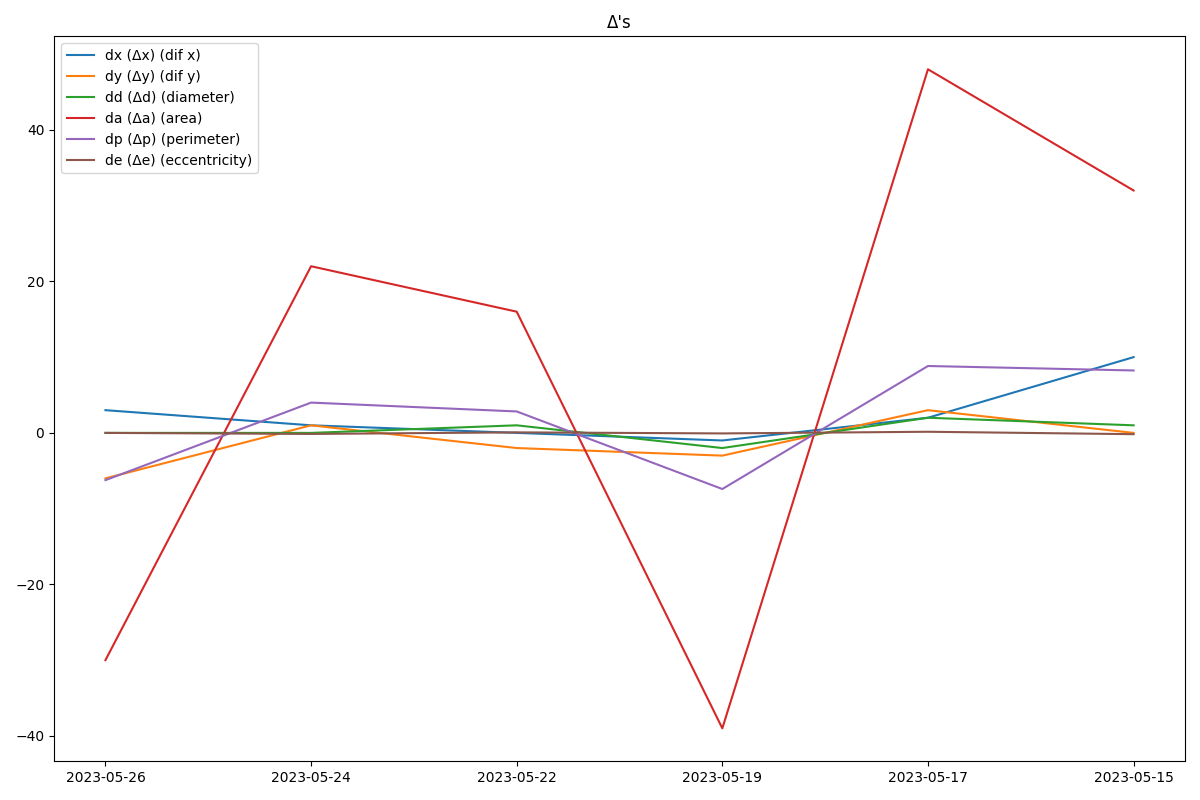 Δ's
dx (Δx) (dif x)
dy (Δy) (dif y)
dd (Δd) (diameter)
da (Δa) (area)
dp (Δp) (perimeter)
de (Δe) (eccentricity)
40
20
0
−20
−40
2023-05-26 2023-05-24 2023-05-22 2023-05-19 2023-05-17 2023-05-15